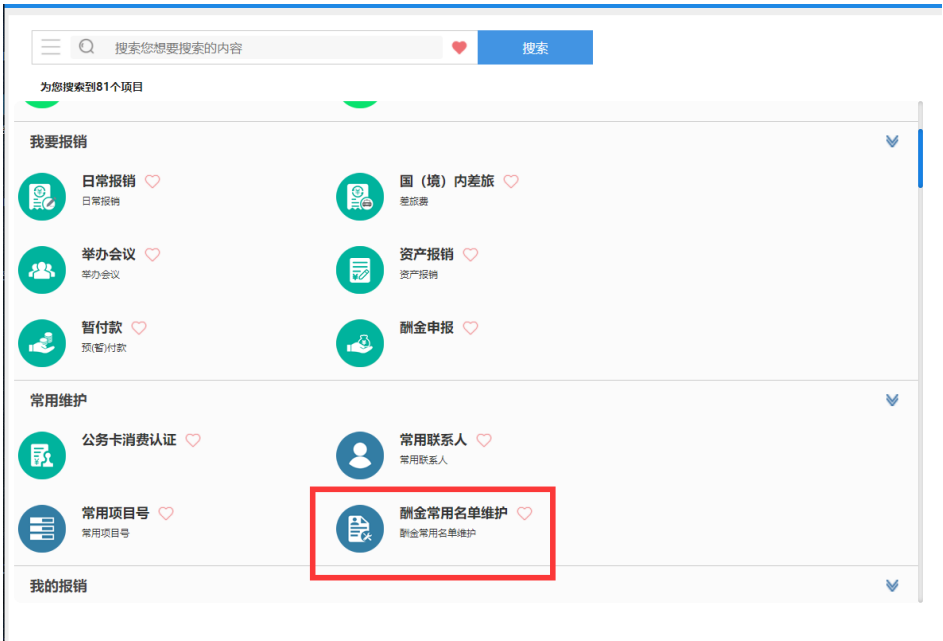 搜索您想要搜索的内容
搜索
为您搜索到81个项目
我要报销
日常报销
日常报销
国（境）内差旅
差旅费
举办会议
举办会议
资产报销
资产报销
暂付款
预(暂)付款
酬金申报
常用维护
公务卡消费认证
常用联系人
常用联系人
常用项目号
常用项目号
酬金常用名单维护
酬金常用名单维护
我的报销